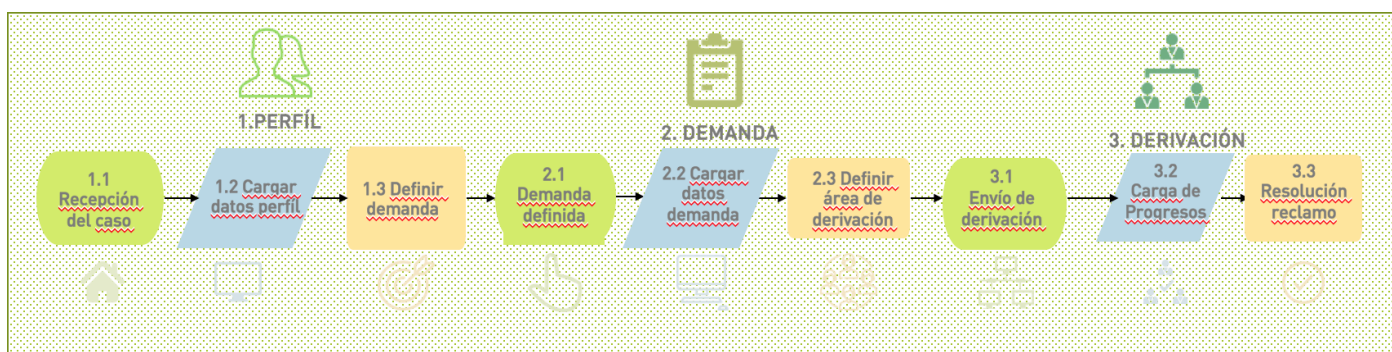 1.PERFÍL
2. DEMANDA
3. DERIVACIÓN
1.1
Recepción
del caso
1.2 Cargar
datos perfil
1.3 Definir
demanda
2.1
Demanda
definida
2.2 Cargar
datos
demanda
2.3 Definir
área de
derivación
3.1
Envío de
derivación
3.2
Carga de
Progresos
3.3
Resolución
reclamo